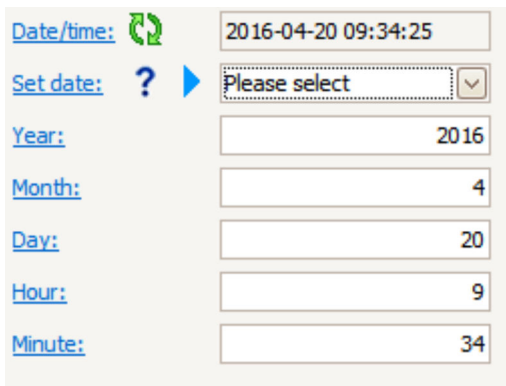 Date/time: 2016-04-20 09:34:25
Set date: ? Please select
Year: 2016
Month: 4
Day: 20
Hour: 9
Minute: 34